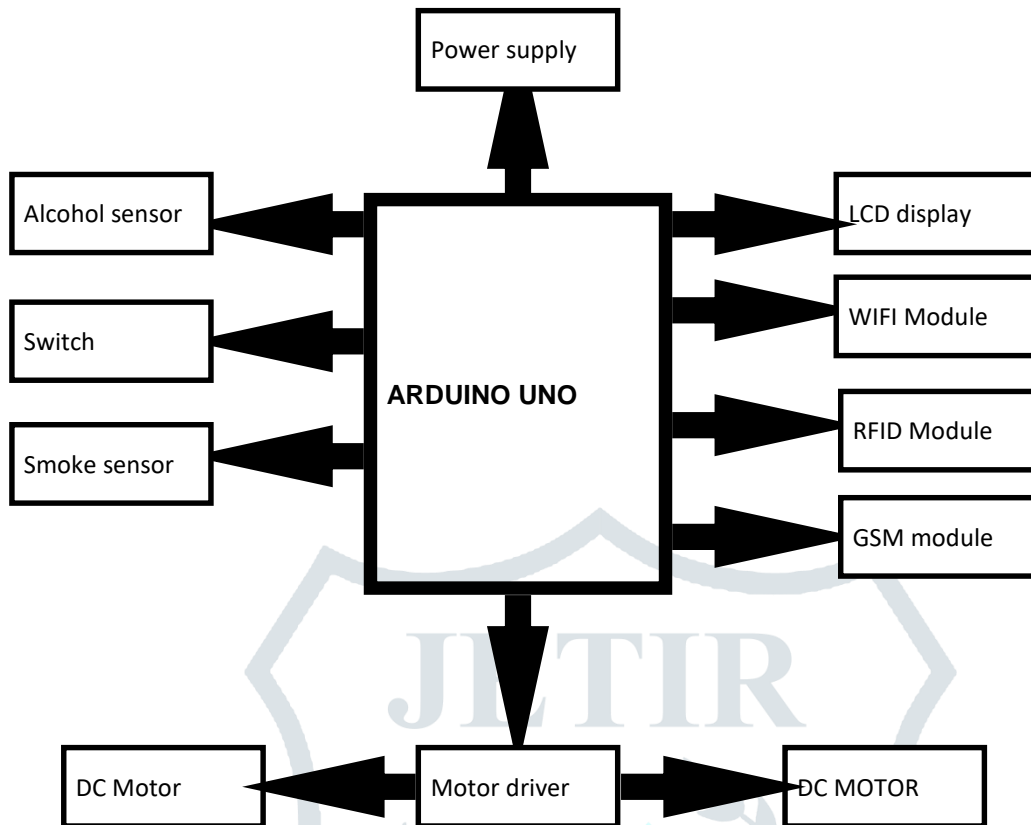 Power supply
Alcohol sensor
LCD display
Switch
WIFI Module
ARDUINO UNO
Smoke sensor
RFID Module
GSM module
JETIR
DC Motor
Motor driver
DC MOTOR